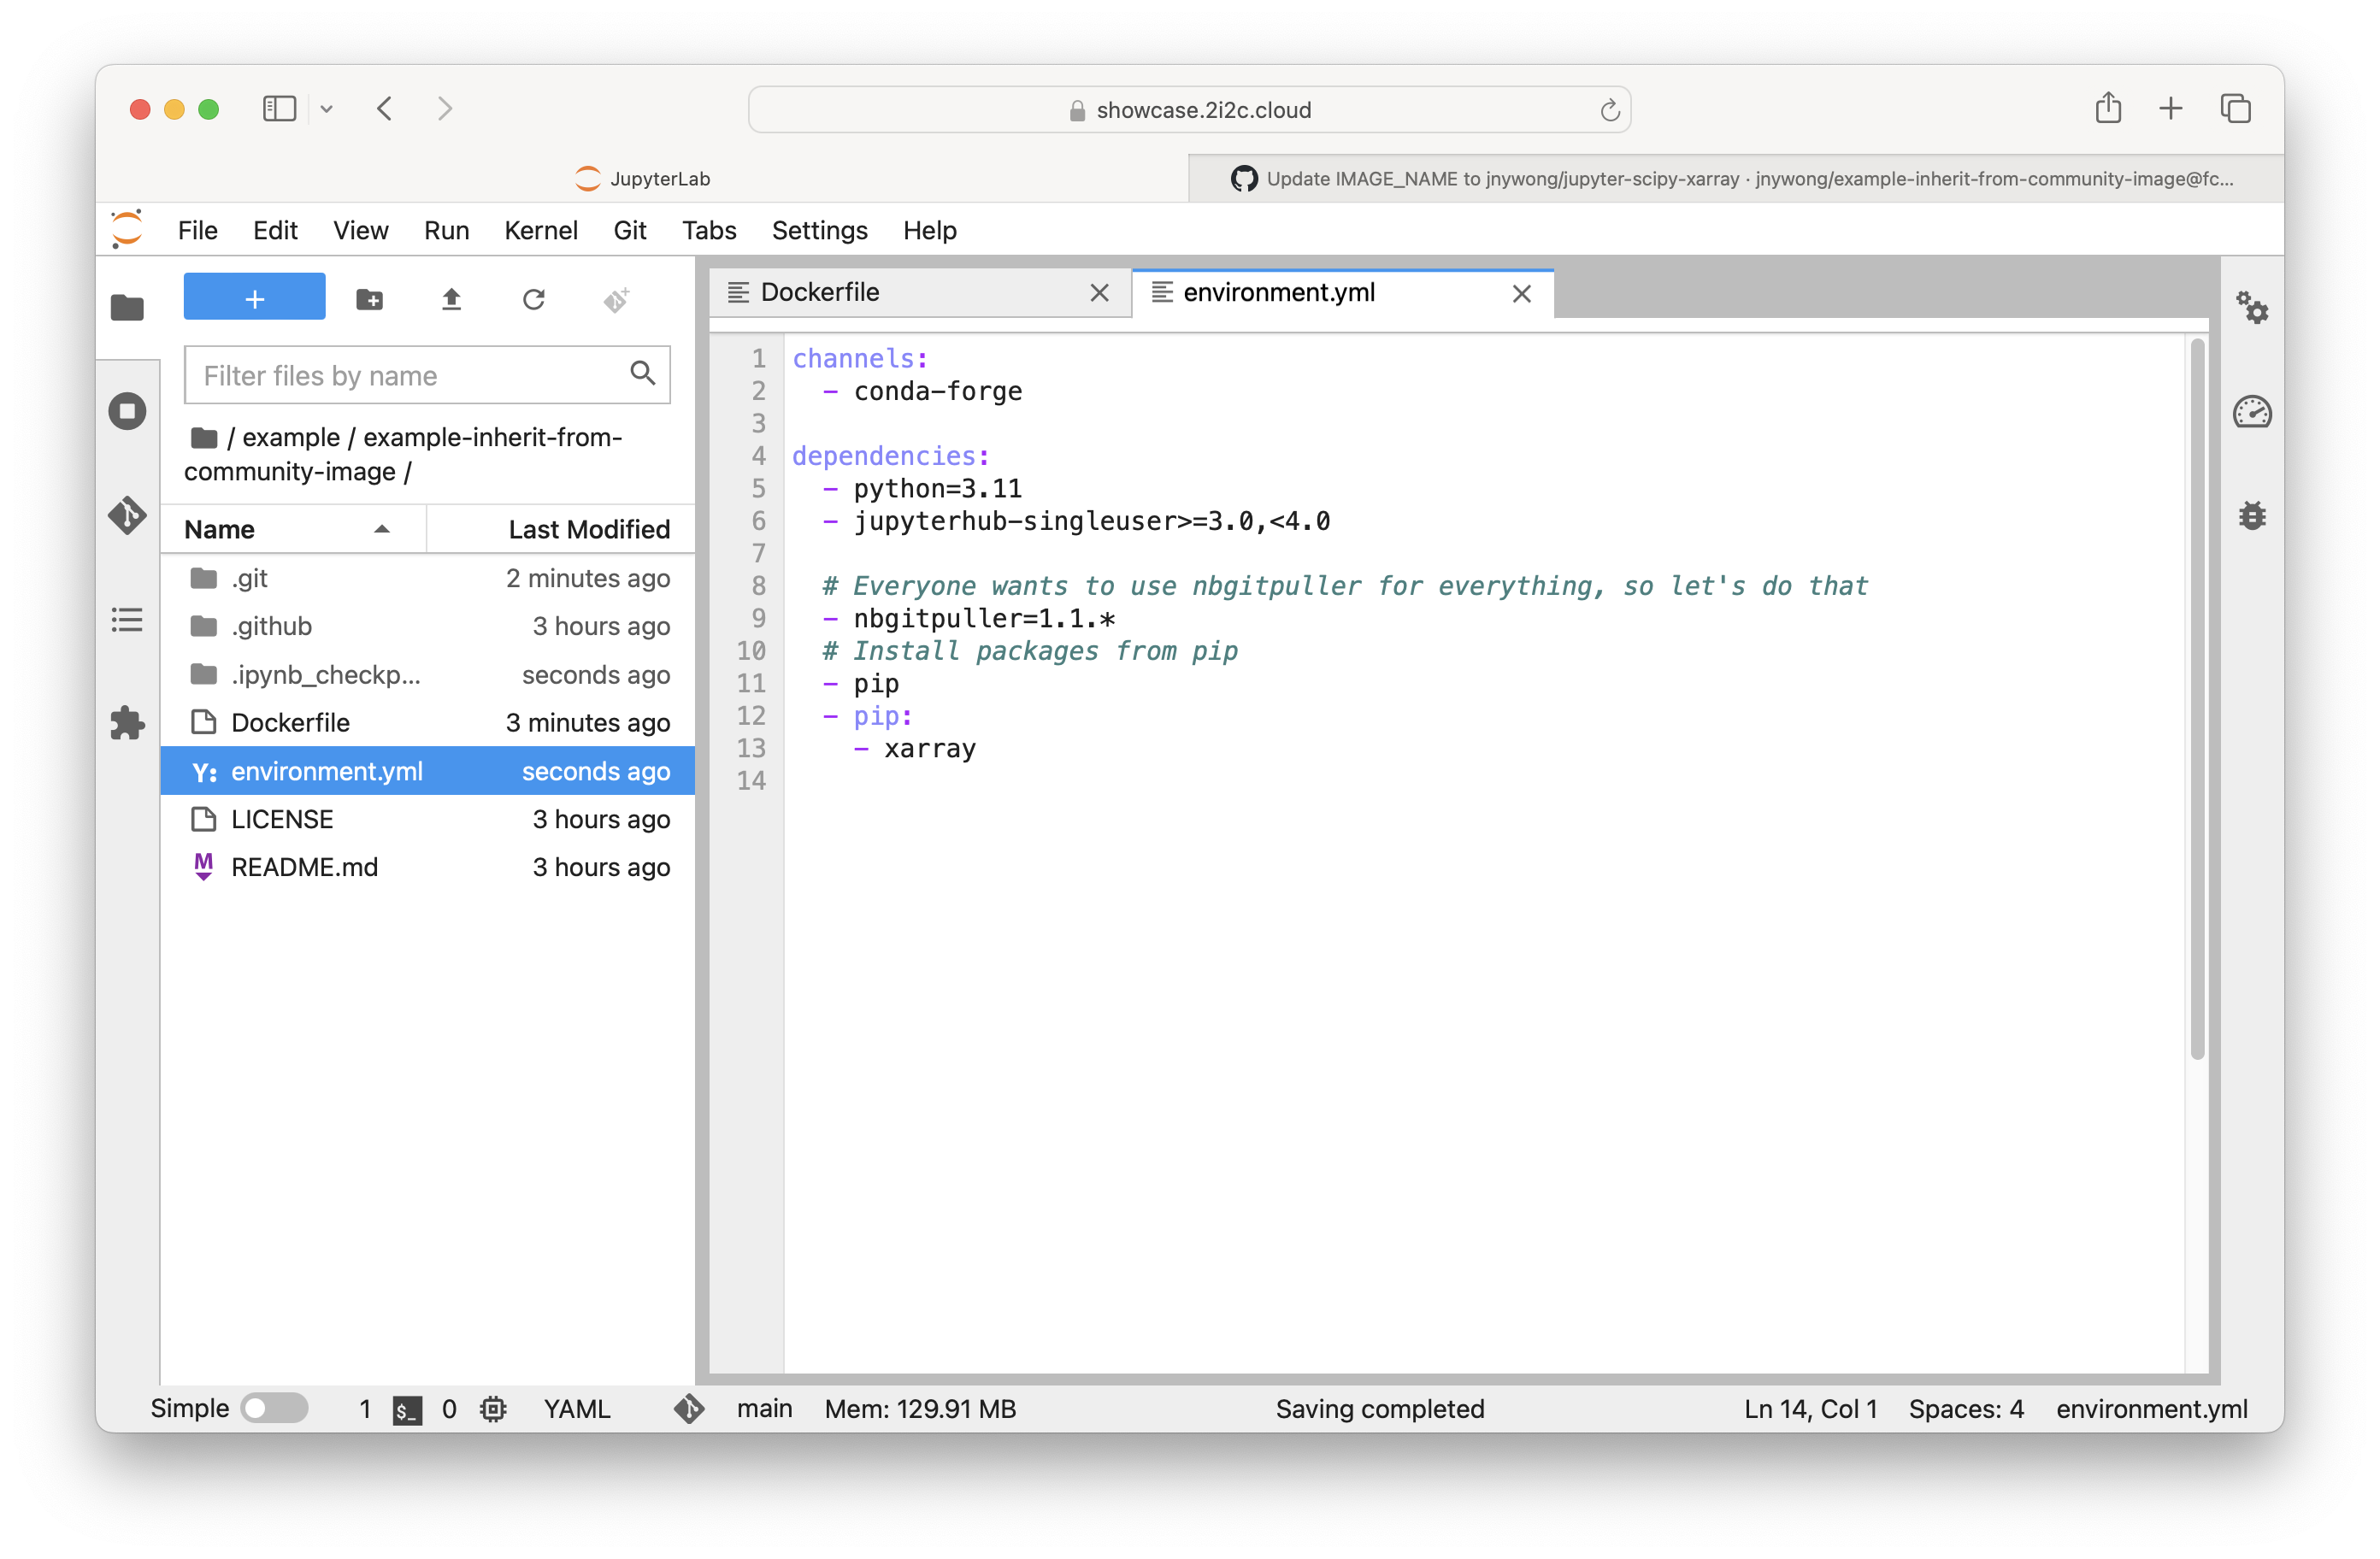 showcase.2i2c.cloud
JupyterLab
Update IMAGE_NAME to jnywong/jupyter-scipy-xarray · jnywong/example-inherit-from-community-image@fc...
File Edit View Run Kernel Git Tabs Settings Help
+
Filter files by name
/ example / example-inherit-from-
community-image /
Name Last Modified
.git 2 minutes ago
.github 3 hours ago
.ipynb_checkp... seconds ago
Dockerfile 3 minutes ago
Y: environment.yml seconds ago
LICENSE 3 hours ago
M README.md 3 hours ago
Dockerfile
environment.yml
1 channels:
2   - conda-forge
3
4 dependencies:
5   - python=3.11
6   - jupyterhub-singleuser>=3.0,<4.0
7
8   # Everyone wants to use nbgitpuller for everything, so let's do that
9   - nbgitpuller=1.1.*
10   # Install packages from pip
11   - pip
12   - pip:
13     - xarray
14
Simple 1 $_ 0 YAML main Mem: 129.91 MB Saving completed Ln 14, Col 1 Spaces: 4 environment.yml